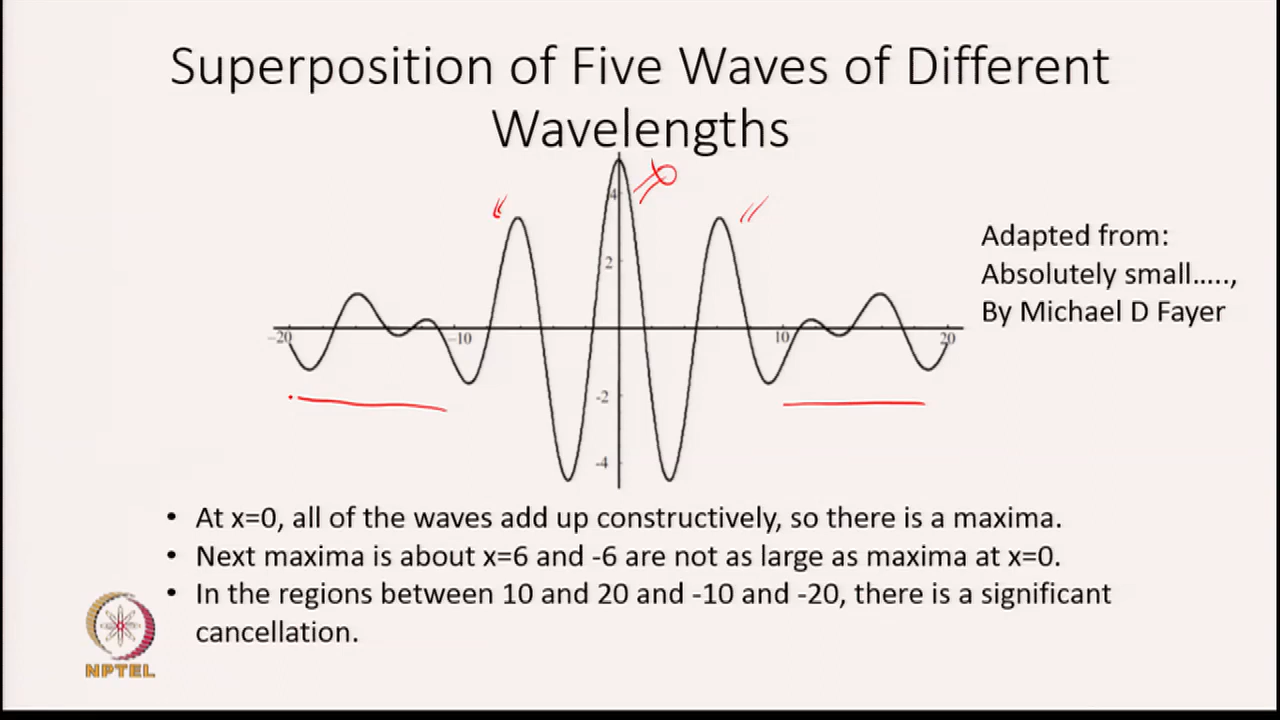 Superposition of Five Waves of Different
Wavelengths
4
2
-20
-10
10
20
-2
-4
Adapted from:
Absolutely small.....,
By Michael D Fayer
• At x=0, all of the waves add up constructively, so there is a maxima.
• Next maxima is about x=6 and -6 are not as large as maxima at x=0.
• In the regions between 10 and 20 and -10 and -20, there is a significant
cancellation.
NPTEL